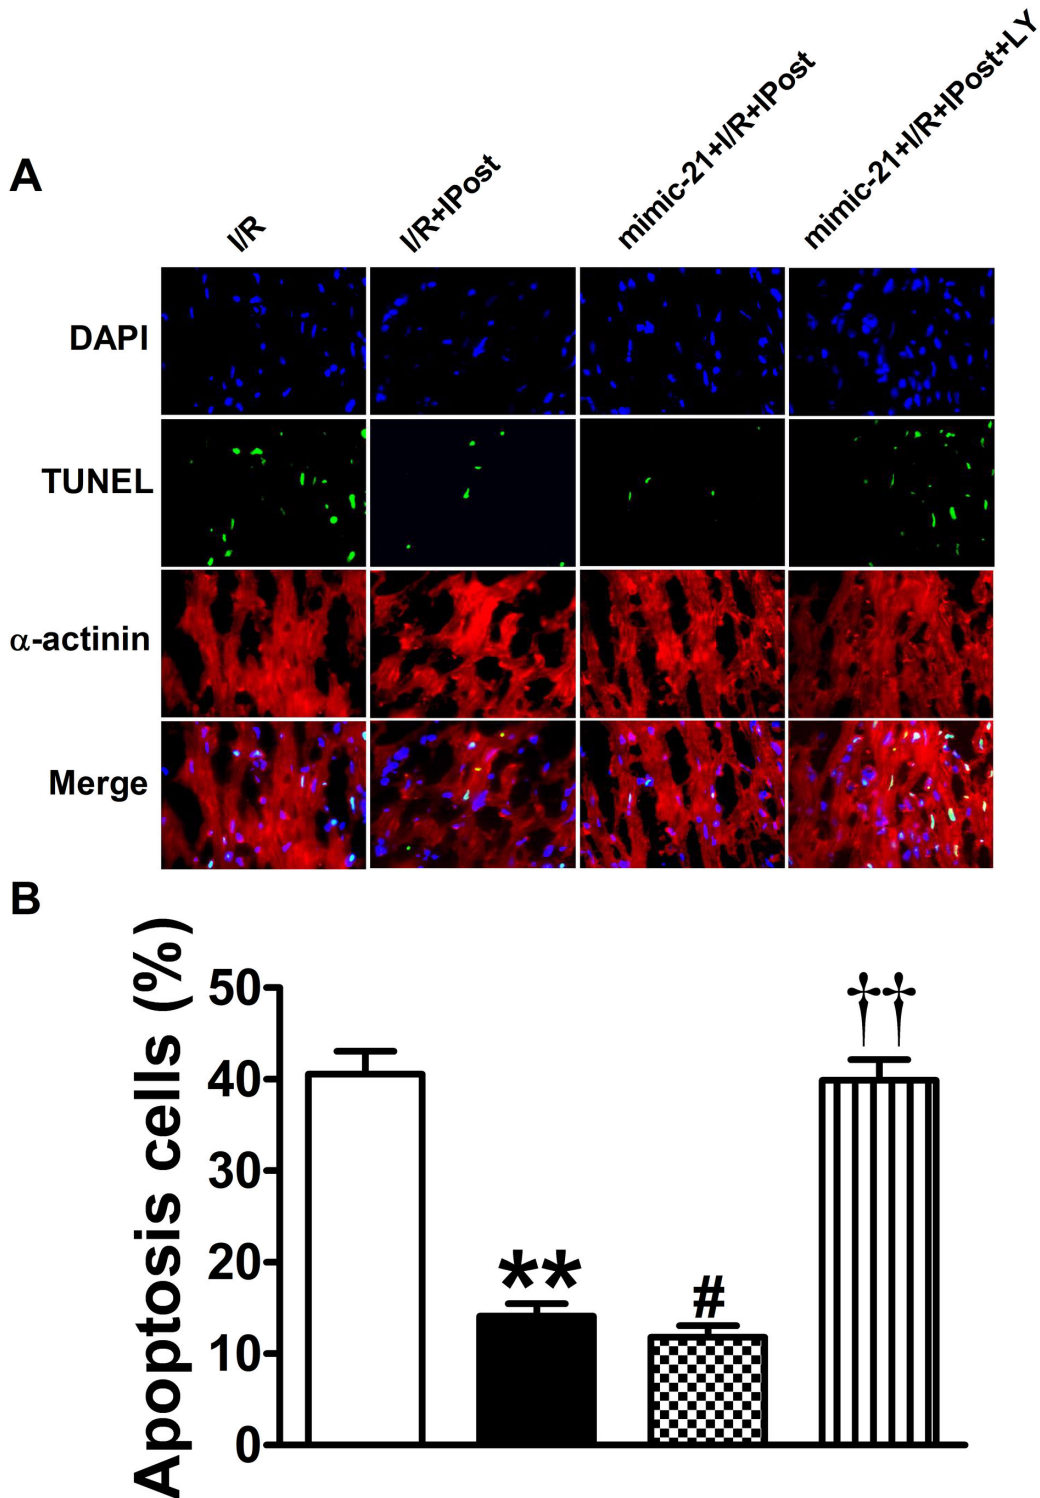 A
I/R
I/R+IPost
mimic-21+I/R+IPost
mimic-21+I/R+IPost+LY
DAPI
TUNEL
α-actinin
Merge
B
Apoptosis cells (%)
50
40
30
20
10
0
**
#
††